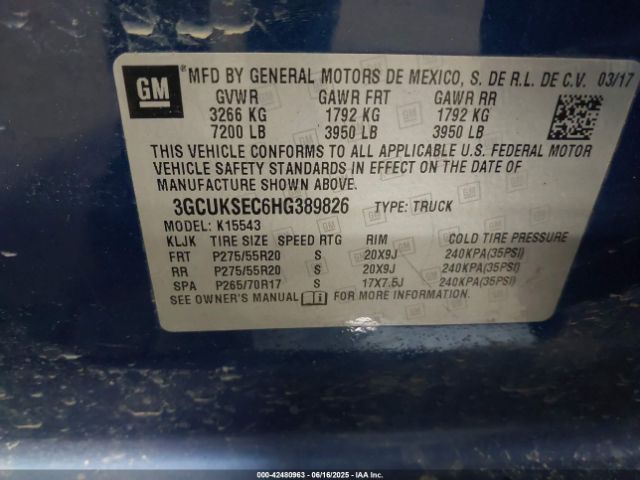 GM MFD BY GENERAL MOTORS DE MEXICO, S. DE R.L. DE C.V. 03/17
GVWR GAWR FRT GAWR RR
3266 KG 1792 KG 1792 KG
7200 LB 3950 LB 3950 LB
THIS VEHICLE CONFORMS TO ALL APPLICABLE U.S. FEDERAL MOTOR
VEHICLE SAFETY STANDARDS IN EFFECT ON THE DATE OF
MANUFACTURE SHOWN ABOVE.
3GCUKSEC6HG389826 TYPE: TRUCK
MODEL: K15543
KLJK TIRE SIZE SPEED RTG RIM COLD TIRE PRESSURE
FRT P275/55R20 S 20X9J 240KPA(35PSI)
RR P275/55R20 S 20X9J 240KPA(35PSI)
SPA P265/70R17 S 17X7.5J 240KPA(35PSI)
SEE OWNER'S MANUAL FOR MORE INFORMATION.
000-42480963 - 06/16/2025 - IAA Inc.